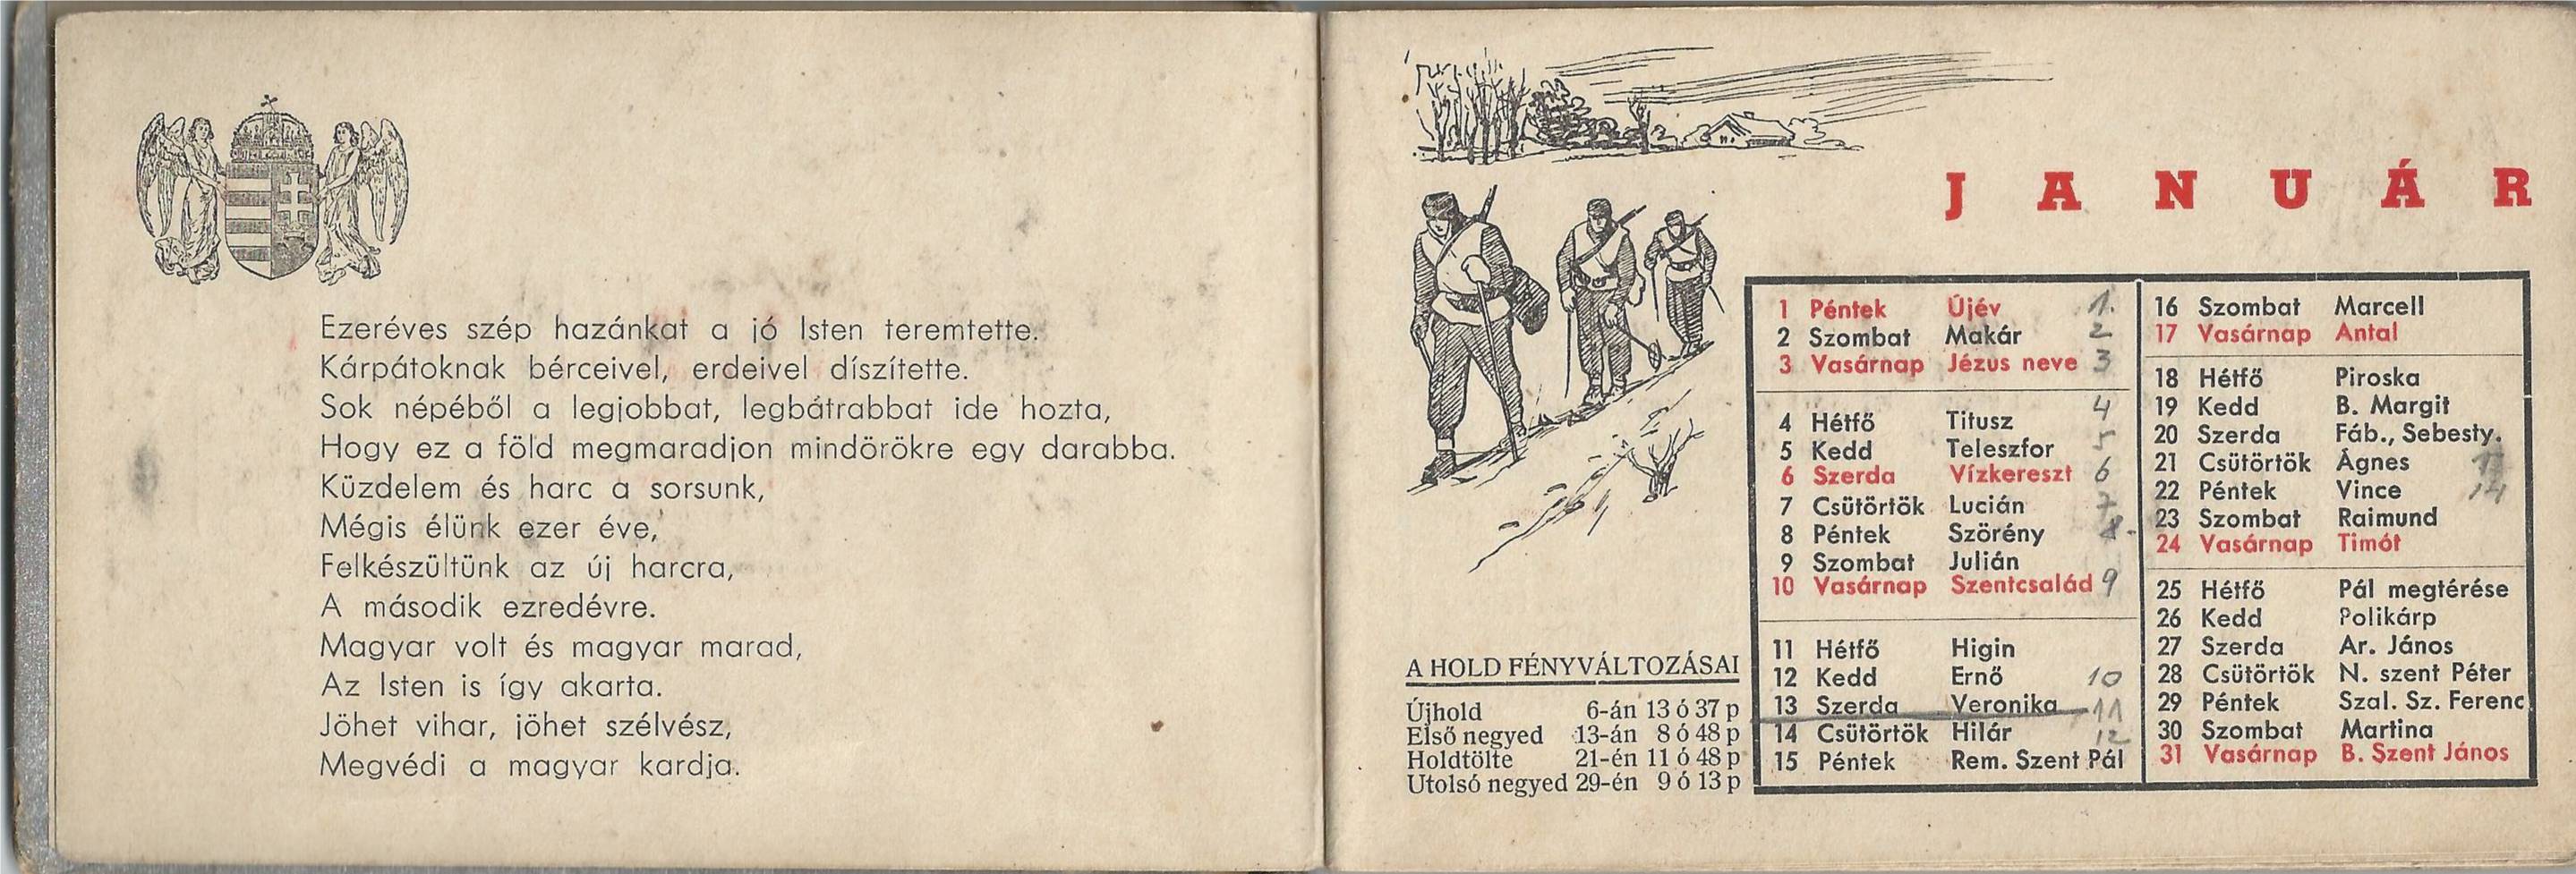 Ezeréves szép hazánkat a jó Isten teremtette.
Kárpátoknak bérceivel, erdeivel díszítette.
Sok népéből a legjobbat, legbátrabbat ide hozta,
Hogy ez a föld megmaradjon mindörökre egy darabba.
Küzdelem és harc a sorsunk,
Mégis élünk ezer éve,
Felkészültünk az új harcra,
A második ezredévre.
Magyar volt és magyar marad,
Az Isten is így akarta.
Jöhet vihar, jöhet szélvész,
Megvédi a magyar kardja.
JANUÁR
A HOLD FÉNYVÁLTOZÁSAI
Újhold 6-án 13 ó 37 p
Első negyed 13-án 8 ó 48 p
Holdtölte 21-én 11 ó 48 p
Utolsó negyed 29-én 9 ó 13 p
1 Péntek Újév 1.
2 Szombat Makár 2
3 Vasárnap Jézus neve 3
4 Hétfő Titusz 4
5 Kedd Teleszfor 5
6 Szerda Vízkereszt 6
7 Csütörtök Lucián 7
8 Péntek Szörény 8-
9 Szombat Julián
10 Vasárnap Szentcsalád 9
11 Hétfő Higin
12 Kedd Ernő 10
13 Szerda Veronika 11
14 Csütörtök Hilár 12
15 Péntek Rem. Szent Pál
16 Szombat Marcell
17 Vasárnap Antal
18 Hétfő Piroska
19 Kedd B. Margit
20 Szerda Fáb., Sebesty.
21 Csütörtök Ágnes
22 Péntek Vince 14
23 Szombat Raimund
24 Vasárnap Timót
25 Hétfő Pál megtérése
26 Kedd Polikárp
27 Szerda Ar. János
28 Csütörtök N. szent Péter
29 Péntek Szal. Sz. Ferenc
30 Szombat Martina
31 Vasárnap B. Szent János